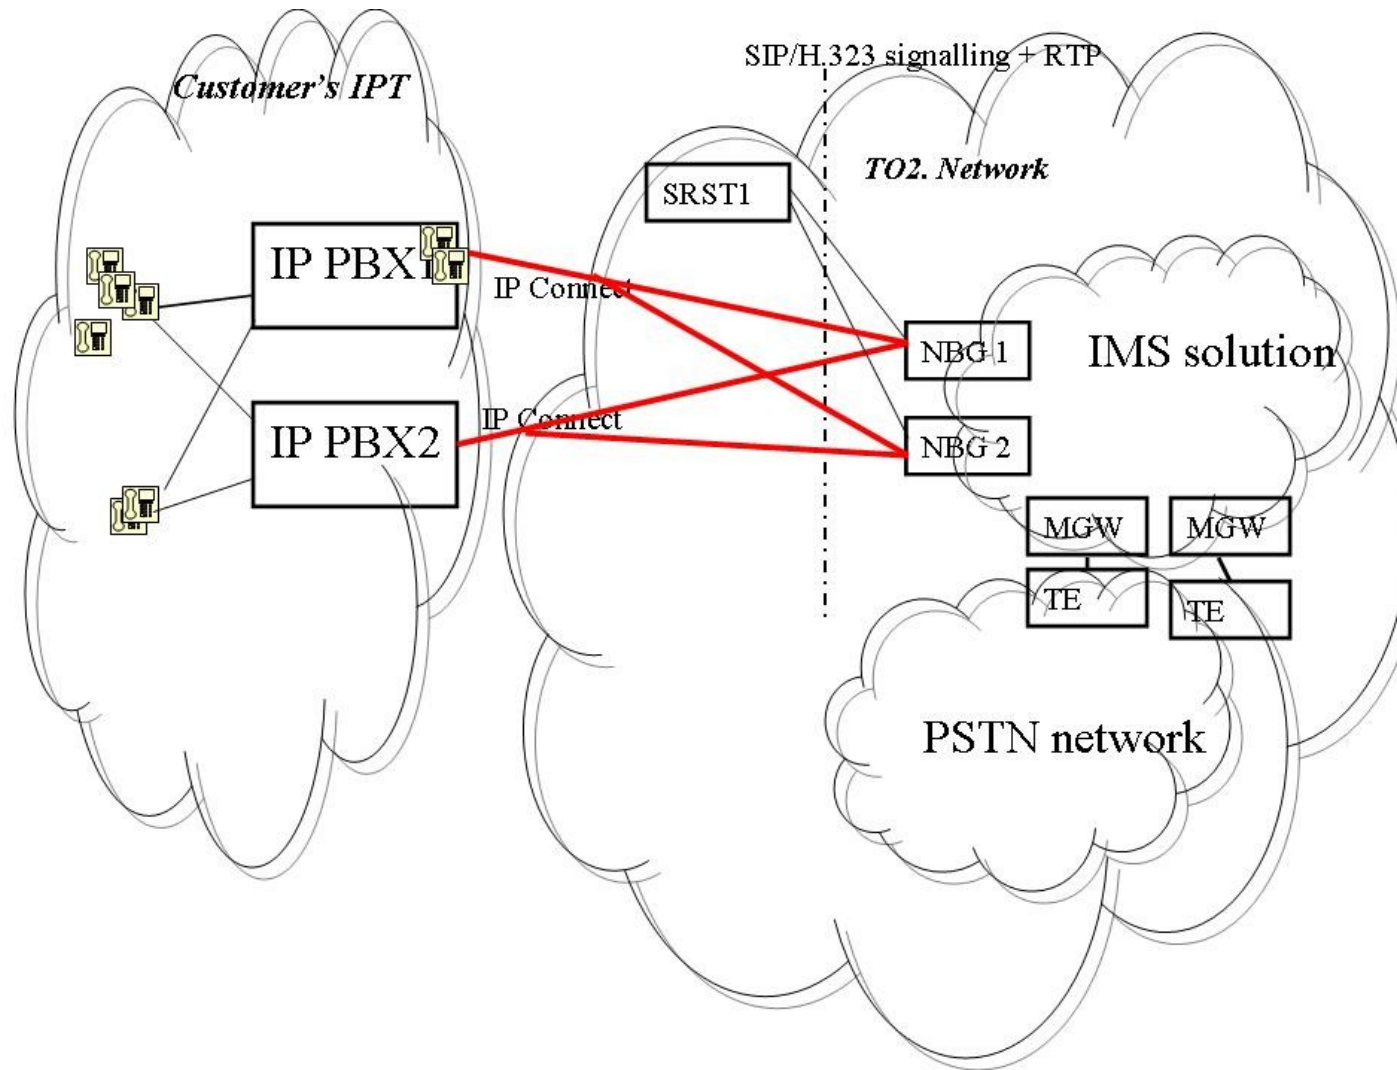 SIP/H.323 signalling + RTP
Customer's IPT
TO2. Network
SRST1
IP PBX1
IP Connect
NBG 1
IMS solution
IP Connect
IP PBX2
NBG 2
MGW
MGW
TE
TE
PSTN network